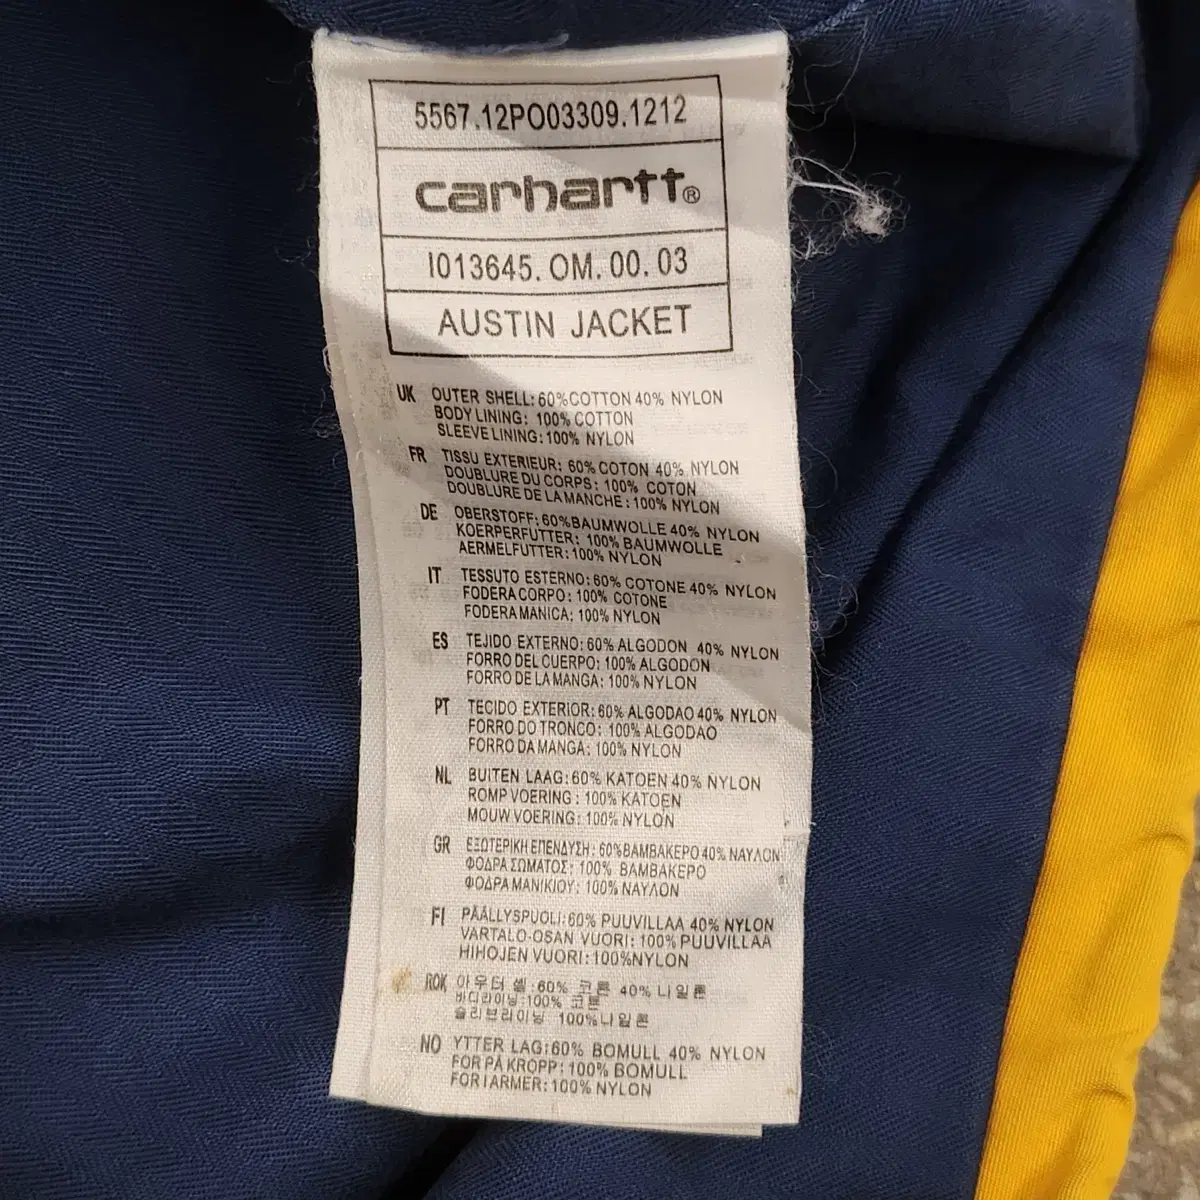 5567.12PO03309.1212
carhartt®
I013645. OM. 00. 03
AUSTIN JACKET
UK OUTER SHELL: 60%COTTON 40% NYLON
BODY LINING: 100% COTTON
SLEEVE LINING: 100% NYLON
FR TISSU EXTERIEUR: 60% COTON 40% NYLON
DOUBLURE DU CORPS: 100% COTON
DOUBLURE DE LA MANCHE: 100% NYLON
DE OBERSTOFF: 60%BAUMWOLLE 40% NYLON
KOERPERFUTTER: 100% BAUMWOLLE
AERMELFUTTER: 100% NYLON
IT TESSUTO ESTERNO: 60% COTONE 40% NYLON
FODERA CORPO: 100% COTONE
FODERA MANICA: 100% NYLON
ES TEJIDO EXTERNO: 60% ALGODON 40% NYLON
FORRO DEL CUERPO: 100% ALGODON
FORRO DE LA MANGA: 100% NYLON
PT TECIDO EXTERIOR: 60% ALGODAO 40% NYLON
FORRO DO TRONCO: 100% ALGODAO
FORRO DA MANGA: 100% NYLON
NL BUITEN LAAG: 60% KATOEN 40% NYLON
ROMP VOERING: 100% KATOEN
MOUW VOERING: 100% NYLON
GR ΕΞΩΤΕΡΙΚΗ ΕΠΕΝΔΥΣΗ: 60%ΒΑΜΒΑΚΕΡΟ 40% ΝΑΥΛΟΝ
ΦΟΔΡΑ ΣΩΜΑΤΟΣ: 100% ΒΑΜΒΑΚΕΡΟ
ΦΟΔΡΑ ΜΑΝΙΚΙΟΥ: 100% ΝΑΥΛΟΝ
FI PÄÄLLYSPUOLI: 60% PUUVILLAA 40% NYLON
VARTALO-OSAN VUORI: 100% PUUVILLAA
HIHOJEN VUORI: 100%NYLON
ROK 아우터 쉘 :60% 코튼 40% 나일론
바디라이닝:100% 코튼
슬리브라이닝 100%나일론
NO YTTER LAG: 60% BOMULL 40% NYLON
FOR PÅ KROPP: 100% BOMULL
FOR I ARMER: 100% NYLON